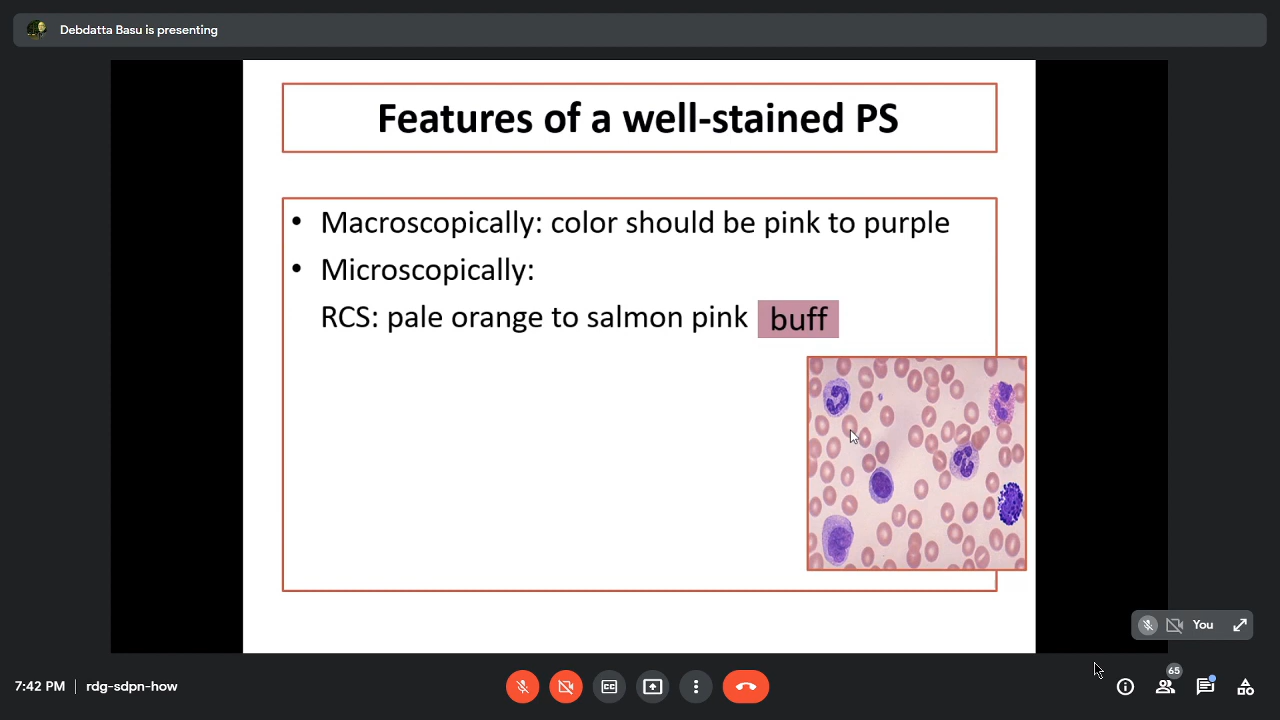 Debdatta Basu is presenting
Features of a well-stained PS
• Macroscopically: color should be pink to purple
• Microscopically:
RCS: pale orange to salmon pink buff
You
7:42 PM | rdg-sdpn-how
CC
65